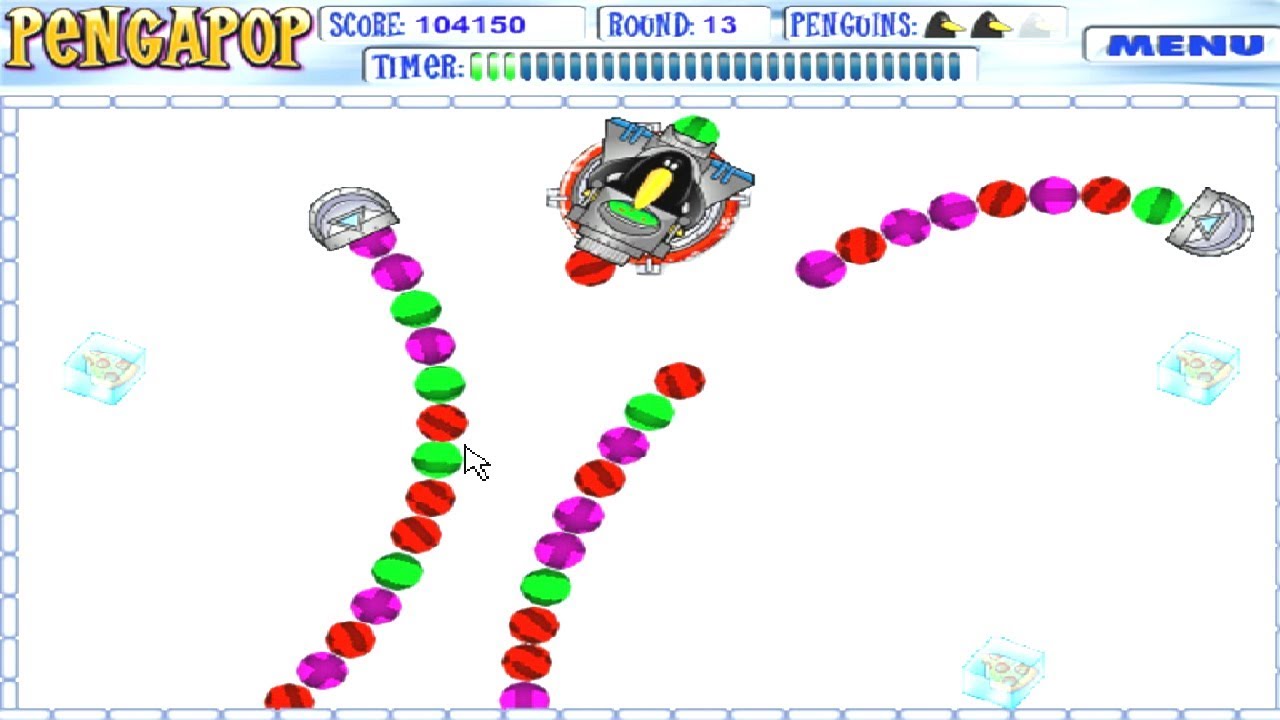 PENGAPOP
SCORE: 104150
ROUND: 13
PENGUINS:
MENU
TIMER: